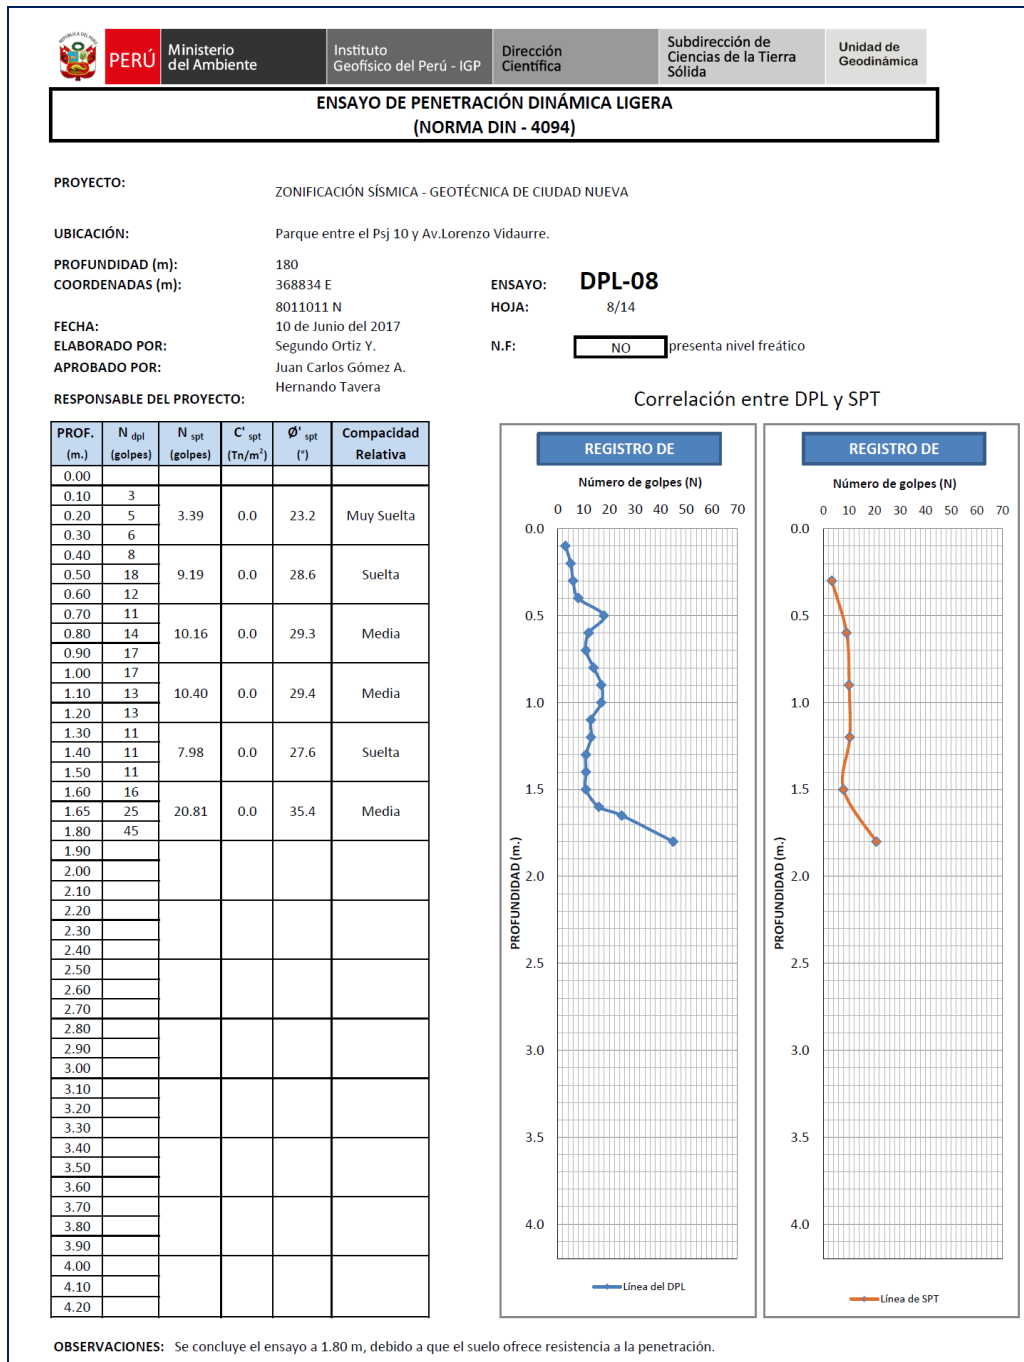 REPÚBLICA DEL PERÚ
PERÚ
Ministerio
del Ambiente
Instituto
Geofísico del Perú - IGP
Dirección
Científica
Subdirección de
Ciencias de la Tierra
Sólida
Unidad de
Geodinámica
ENSAYO DE PENETRACIÓN DINÁMICA LIGERA
(NORMA DIN - 4094)
PROYECTO: ZONIFICACIÓN SÍSMICA - GEOTÉCNICA DE CIUDAD NUEVA
UBICACIÓN: Parque entre el Psj 10 y Av.Lorenzo Vidaurre.
PROFUNDIDAD (m): 180
COORDENADAS (m): 368834 E ENSAYO: DPL-08
8011011 N HOJA: 8/14
FECHA: 10 de Junio del 2017
ELABORADO POR: Segundo Ortiz Y. N.F: NO presenta nivel freático
APROBADO POR: Juan Carlos Gómez A.
Hernando Tavera
RESPONSABLE DEL PROYECTO:
Correlación entre DPL y SPT
PROF. N dpl N spt C' spt Ø' spt Compacidad
(m.) (golpes) (golpes) (Tn/m²) (°) Relativa
0.00
0.10 3
0.20 5 3.39 0.0 23.2 Muy Suelta
0.30 6
0.40 8
0.50 18 9.19 0.0 28.6 Suelta
0.60 12
0.70 11
0.80 14 10.16 0.0 29.3 Media
0.90 17
1.00 17
1.10 13 10.40 0.0 29.4 Media
1.20 13
1.30 11
1.40 11 7.98 0.0 27.6 Suelta
1.50 11
1.60 16
1.65 25 20.81 0.0 35.4 Media
1.80 45
1.90
2.00
2.10
2.20
2.30
2.40
2.50
2.60
2.70
2.80
2.90
3.00
3.10
3.20
3.30
3.40
3.50
3.60
3.70
3.80
3.90
4.00
4.10
4.20
REGISTRO DE
Número de golpes (N)
0 10 20 30 40 50 60 70
0.0
0.5
1.0
1.5
2.0
2.5
3.0
3.5
4.0
PROFUNDIDAD (m.)
Línea del DPL
REGISTRO DE
Número de golpes (N)
0 10 20 30 40 50 60 70
0.0
0.5
1.0
1.5
2.0
2.5
3.0
3.5
4.0
PROFUNDIDAD (m.)
Línea de SPT
OBSERVACIONES: Se concluye el ensayo a 1.80 m, debido a que el suelo ofrece resistencia a la penetración.